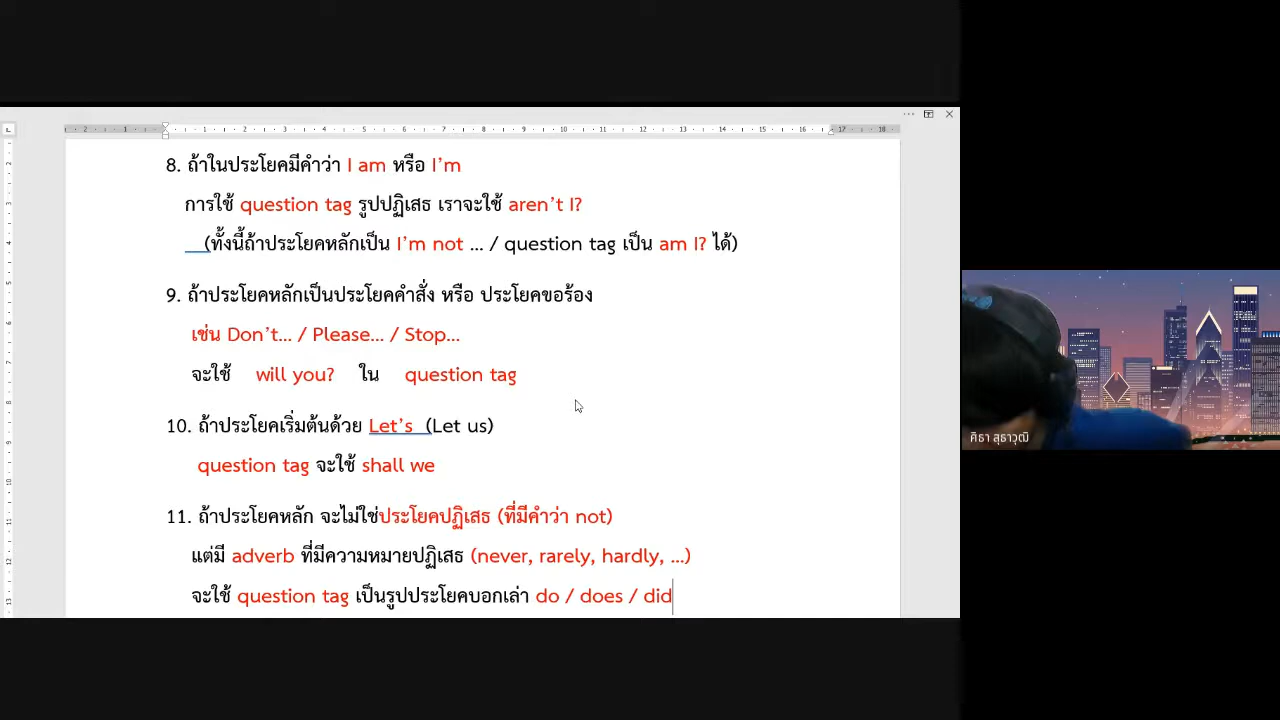 8. ถ้าในประโยคมีคำว่า I am หรือ I'm
การใช้ question tag รูปปฏิเสธ เราจะใช้ aren't I?
(ทั้งนี้ถ้าประโยคหลักเป็น I'm not ... / question tag เป็น am I? ได้)
9. ถ้าประโยคหลักเป็นประโยคคำสั่ง หรือ ประโยคขอร้อง
เช่น Don't... / Please... / Stop...
จะใช้ will you? ใน question tag
10. ถ้าประโยคเริ่มต้นด้วย Let's (Let us)
question tag จะใช้ shall we
11. ถ้าประโยคหลัก จะไม่ใช่ประโยคปฏิเสธ (ที่มีคำว่า not)
แต่มี adverb ที่มีความหมายปฏิเสธ (never, rarely, hardly, ...)
จะใช้ question tag เป็นรูปประโยคบอกเล่า do / does / did
ศิธา สุธาวุฒิ